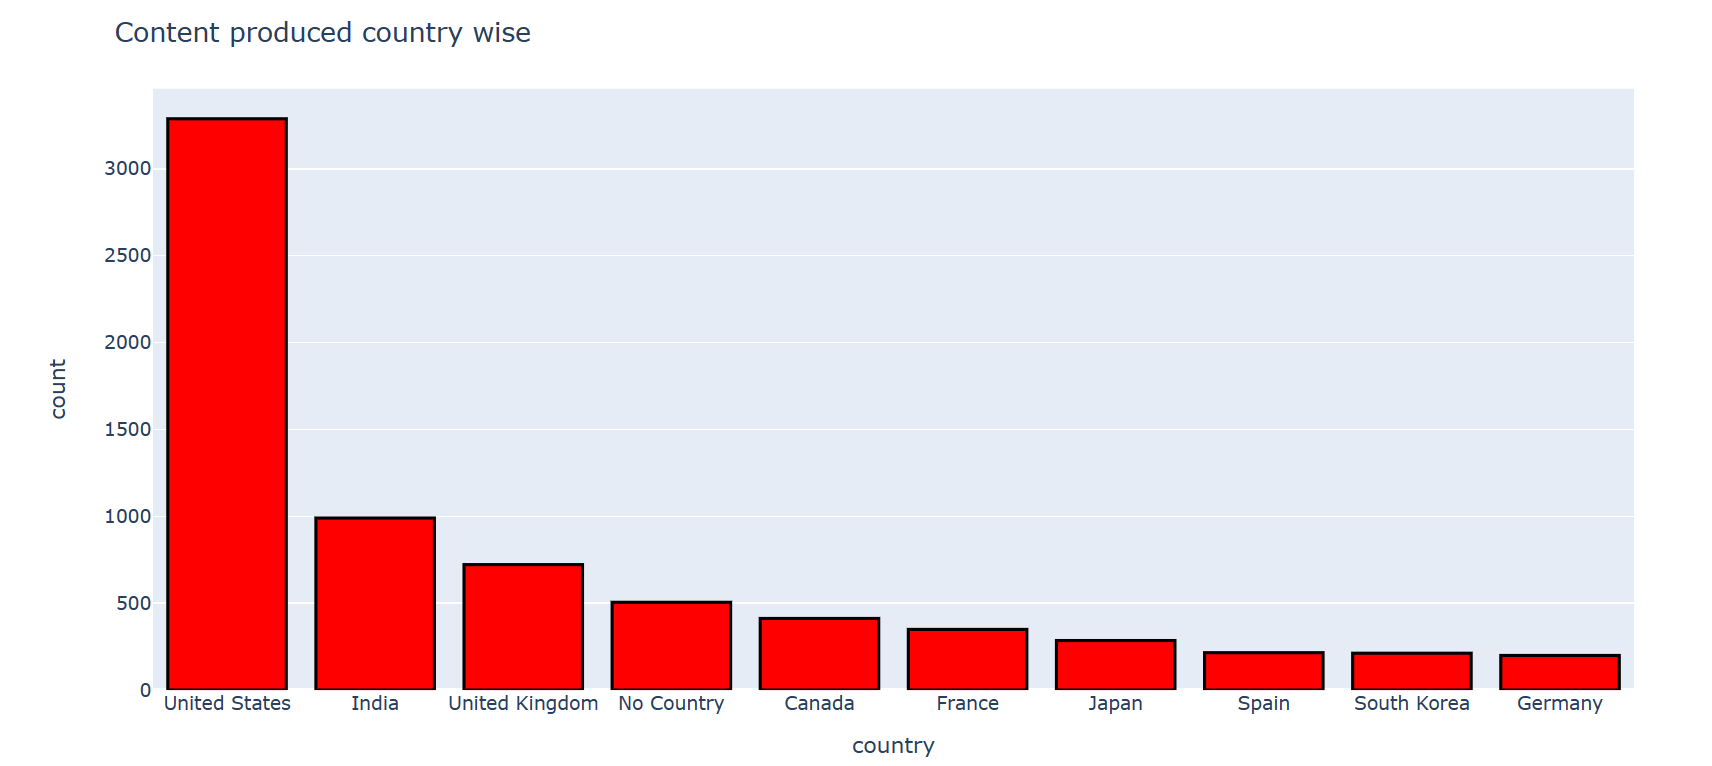 Content produced country wise
3000
2500
2000
1500
1000
500
0
count
United States India United Kingdom No Country Canada France Japan Spain South Korea Germany
country